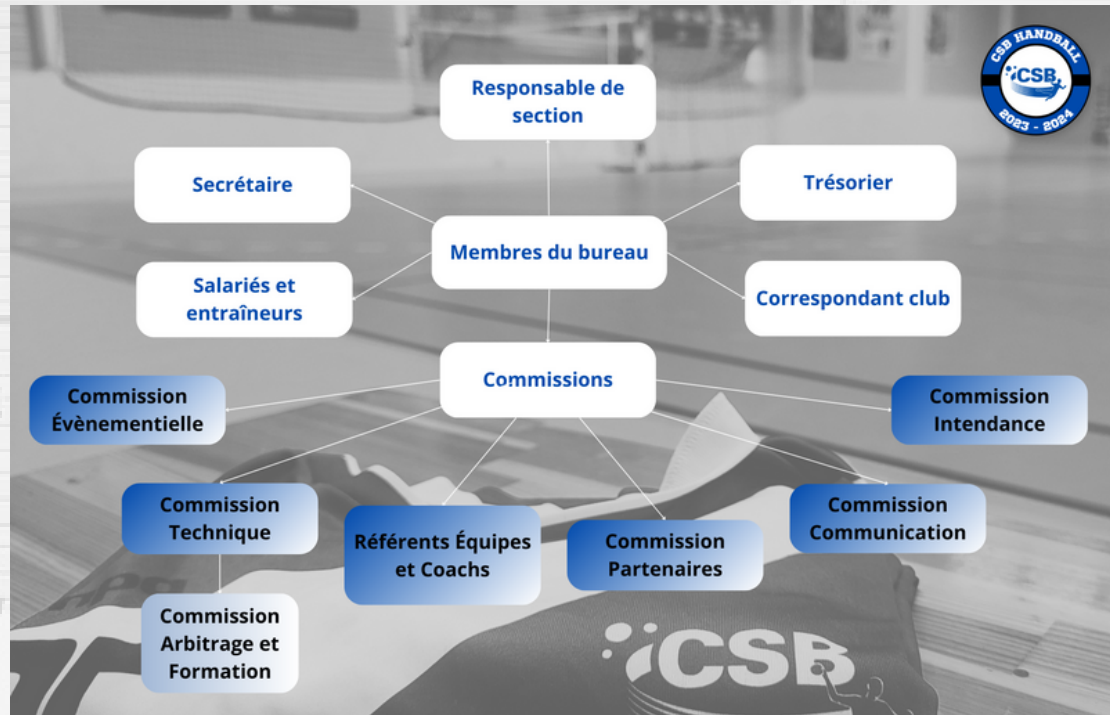 CSB HANDBALL
CSB
2023 - 2024
Responsable de
section
Secrétaire
Trésorier
Membres du bureau
Salariés et
entraîneurs
Correspondant club
Commissions
Commission
Évènementielle
Commission
Intendance
Commission
Technique
Référents Équipes
et Coachs
Commission
Partenaires
Commission
Communication
Commission
Arbitrage et
Formation
CSB